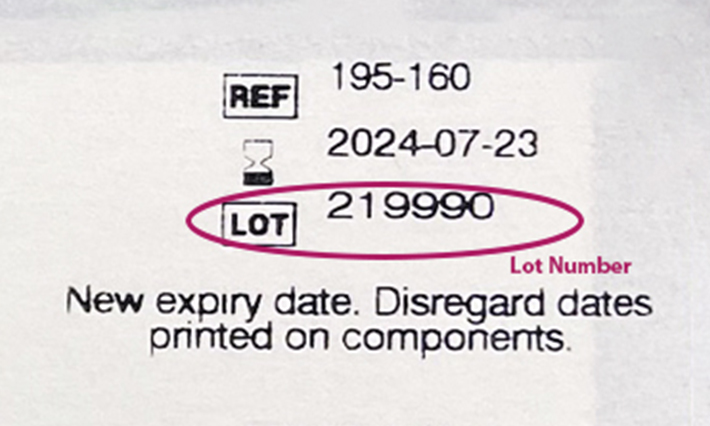 REF 195-160
2024-07-23
LOT 219990
Lot Number
New expiry date. Disregard dates
printed on components.